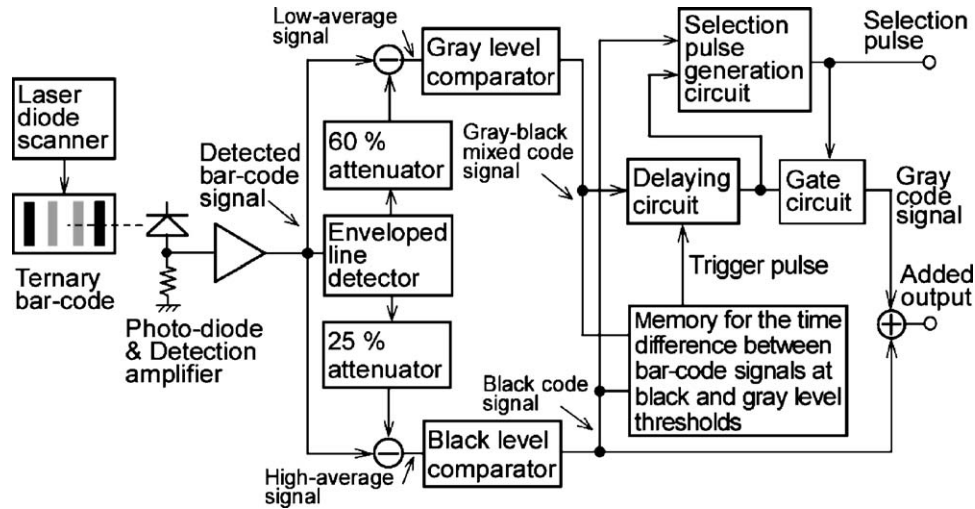 Laser
diode
scanner
Ternary
bar-code
Photo-diode
& Detection
amplifier
Detected
bar-code
signal
Low-average
signal
Gray level
comparator
60 %
attenuator
Enveloped
line
detector
25 %
attenuator
High-average
signal
Black level
comparator
Gray-black
mixed code
signal
Black code
signal
Selection
pulse
generation
circuit
Selection
pulse
Delaying
circuit
Gate
circuit
Gray
code
signal
Trigger pulse
Memory for the time
difference between
bar-code signals at
black and gray level
thresholds
Added
output